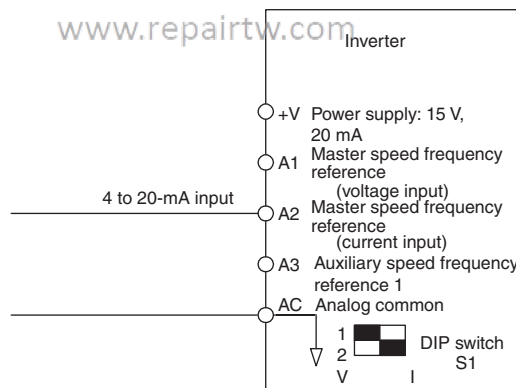 www.repairtw.com
Inverter
+V Power supply: 15 V,
20 mA
A1 Master speed frequency
reference
(voltage input)
4 to 20-mA input
A2 Master speed frequency
reference
(current input)
A3 Auxiliary speed frequency
reference 1
AC Analog common
1
2
DIP switch
S1
V I